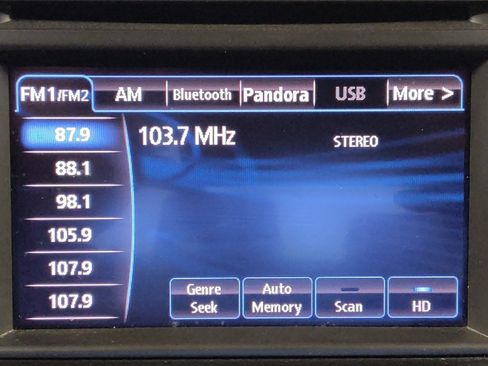 FM1/FM2 AM Bluetooth Pandora USB More >
87.9 103.7 MHz STEREO
88.1
98.1
105.9
107.9
107.9
Genre Seek Auto Memory Scan HD